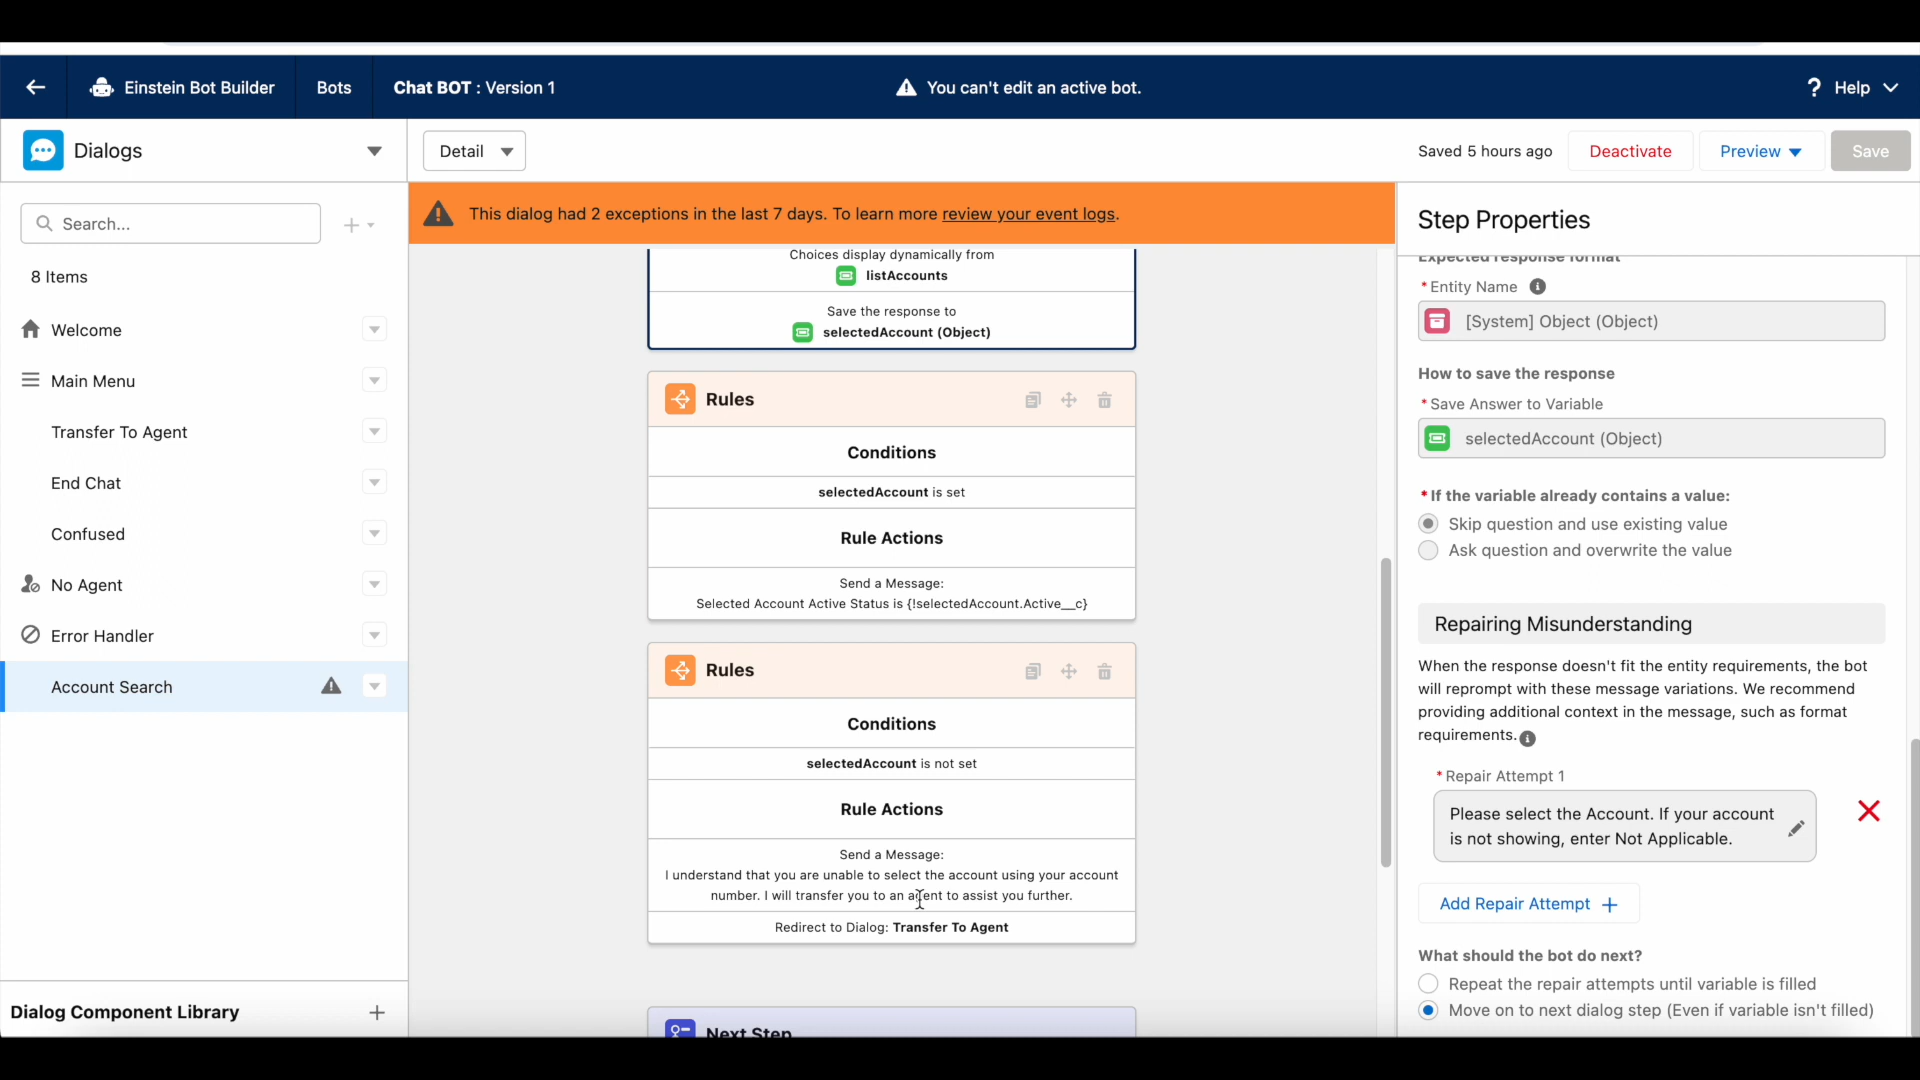 Einstein Bot Builder
Bots
Chat BOT : Version 1
You can't edit an active bot.
? Help
Dialogs
Detail
Saved 5 hours ago
Deactivate
Preview
Save
Search...
8 Items
Welcome
Main Menu
Transfer To Agent
End Chat
Confused
No Agent
Error Handler
Account Search
Dialog Component Library
This dialog had 2 exceptions in the last 7 days. To learn more review your event logs.
Choices display dynamically from
listAccounts
Save the response to
selectedAccount (Object)
Rules
Conditions
selectedAccount is set
Rule Actions
Send a Message:
Selected Account Active Status is {!selectedAccount.Active__c}
Rules
Conditions
selectedAccount is not set
Rule Actions
Send a Message:
I understand that you are unable to select the account using your account
number. I will transfer you to an agent to assist you further.
Redirect to Dialog: Transfer To Agent
Next Step
Step Properties
Expected response format
* Entity Name
[System] Object (Object)
How to save the response
* Save Answer to Variable
selectedAccount (Object)
* If the variable already contains a value:
Skip question and use existing value
Ask question and overwrite the value
Repairing Misunderstanding
When the response doesn't fit the entity requirements, the bot
will reprompt with these message variations. We recommend
providing additional context in the message, such as format
requirements.
* Repair Attempt 1
Please select the Account. If your account
is not showing, enter Not Applicable.
Add Repair Attempt +
What should the bot do next?
Repeat the repair attempts until variable is filled
Move on to next dialog step (Even if variable isn't filled)